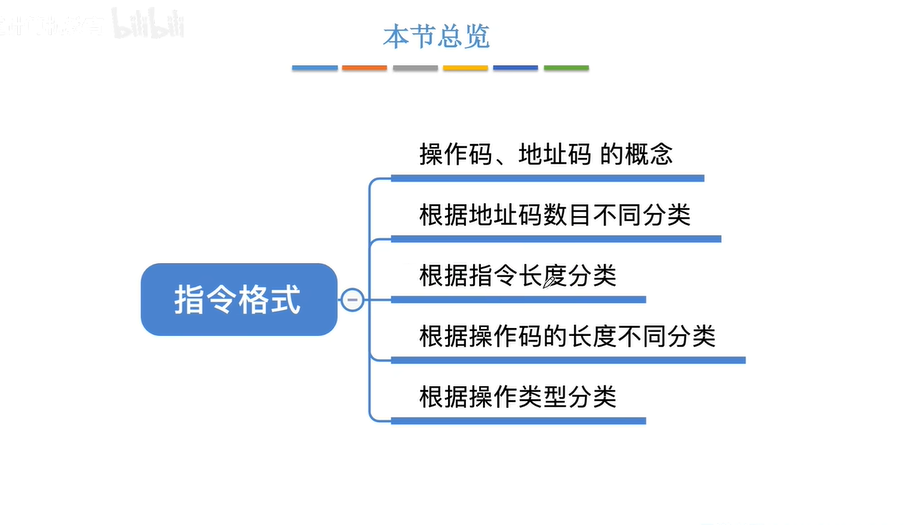 bilibili
本节总览
操作码、地址码 的概念
根据地址码数目不同分类
指令格式
根据指令长度分类
根据操作码的长度不同分类
根据操作类型分类